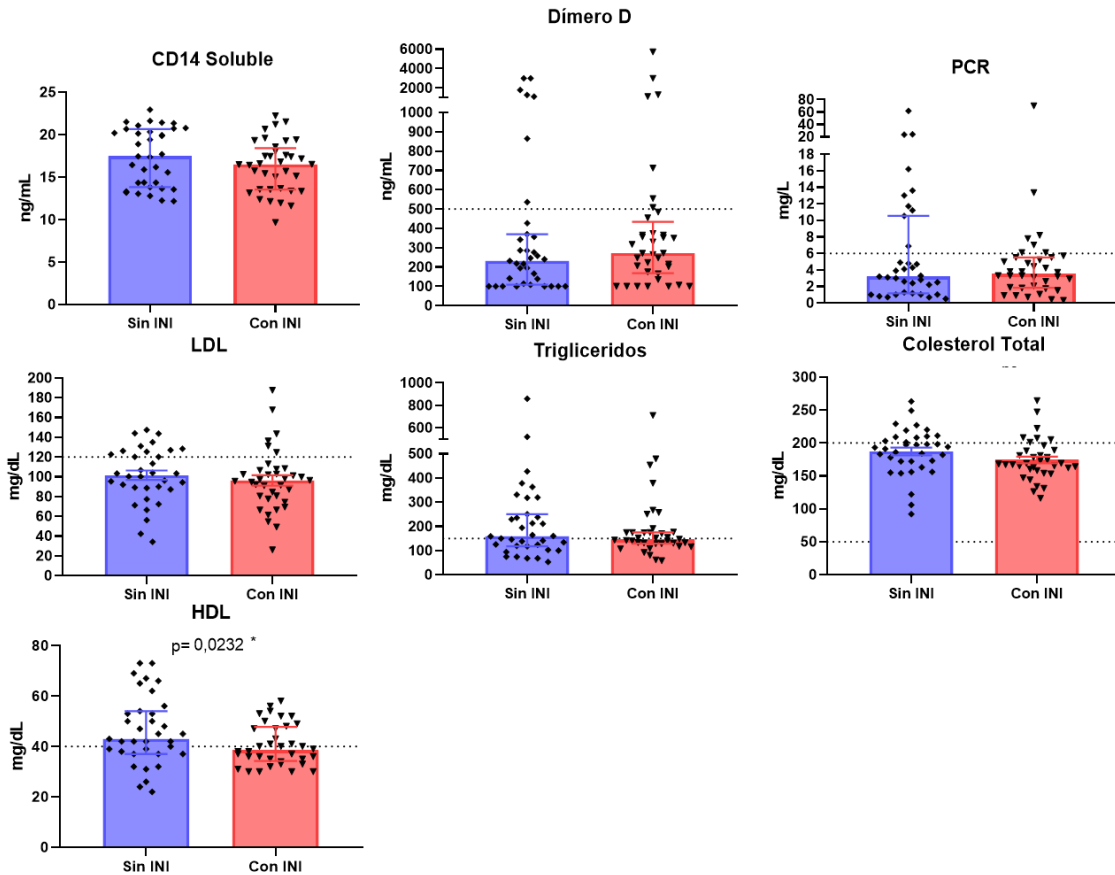 CD14 Soluble
ng/mL
25
20
15
10
5
0
Sin INI
Con INI
Dímero D
ng/mL
6000
4000
2000
1000
900
800
700
600
500
400
300
200
100
0
Sin INI
Con INI
PCR
mg/L
80
60
40
20
18
16
14
12
10
8
6
4
2
0
Sin INI
Con INI
LDL
mg/dL
200
180
160
140
120
100
80
60
40
20
0
Sin INI
Con INI
Trigliceridos
mg/dL
1000
800
600
500
400
300
200
100
0
Sin INI
Con INI
Colesterol Total
mg/dL
300
250
200
150
100
50
0
Sin INI
Con INI
HDL
p= 0,0232 *
mg/dL
80
60
40
20
0
Sin INI
Con INI